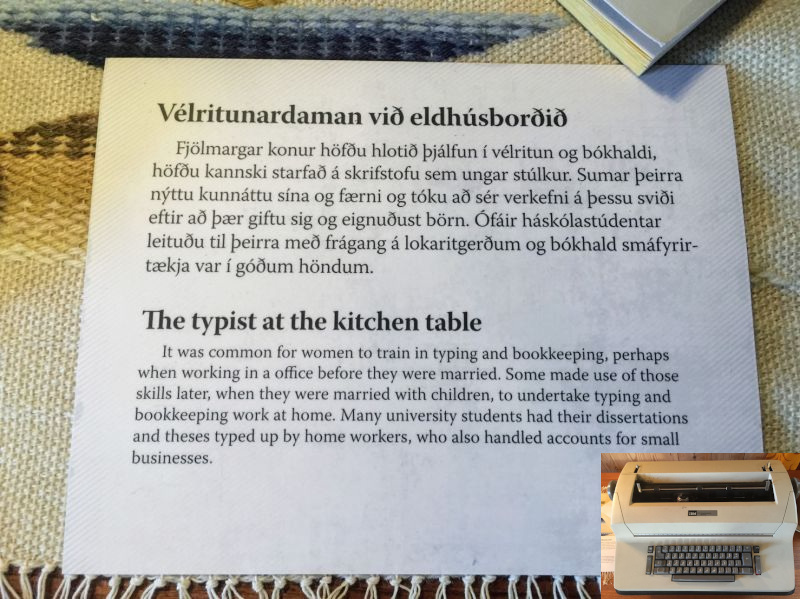 Vélritunardaman við eldhúsborðið
Fjölmargar konur höfðu hlotið þjálfun í vélritun og bókhaldi,
höfðu kannski starfað á skrifstofu sem ungar stúlkur. Sumar þeirra
nýttu kunnáttu sína og færni og tóku að sér verkefni á þessu sviði
eftir að þær giftu sig og eignuðust börn. Ófáir háskólastúdentar
leituðu til þeirra með frágang á lokaritgerðum og bókhald smáfyrir-
tækja var í góðum höndum.
The typist at the kitchen table
It was common for women to train in typing and bookkeeping, perhaps
when working in a office before they were married. Some made use of those
skills later, when they were married with children, to undertake typing and
bookkeeping work at home. Many university students had their dissertations
and theses typed up by home workers, who also handled accounts for small
businesses.